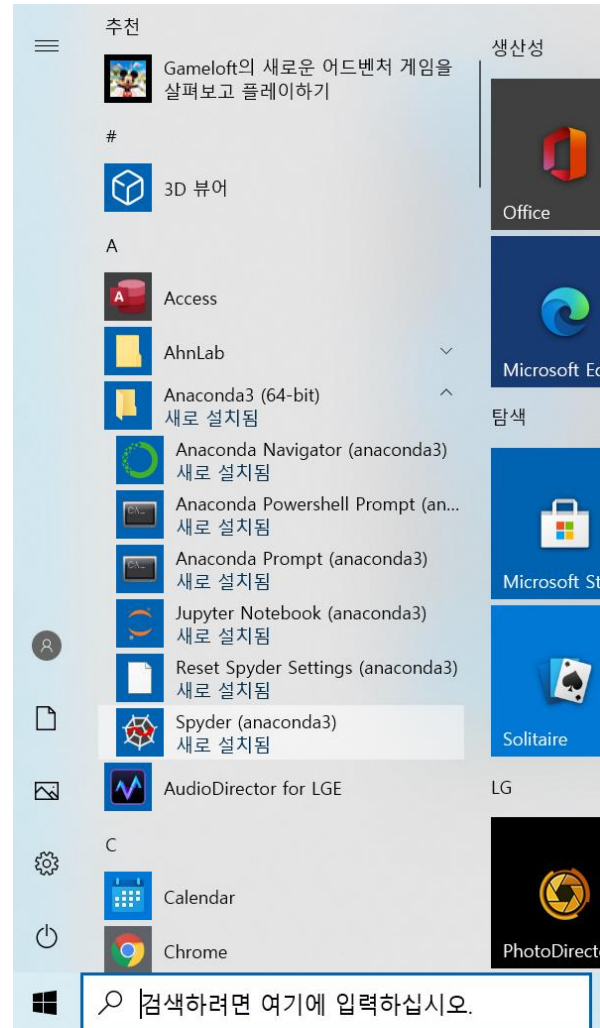 추천
Gameloft의 새로운 어드벤처 게임을
살펴보고 플레이하기
#
3D 뷰어
A
Access
AhnLab
Anaconda3 (64-bit)
새로 설치됨
Anaconda Navigator (anaconda3)
새로 설치됨
Anaconda Powershell Prompt (an...
새로 설치됨
Anaconda Prompt (anaconda3)
새로 설치됨
Jupyter Notebook (anaconda3)
새로 설치됨
Reset Spyder Settings (anaconda3)
새로 설치됨
Spyder (anaconda3)
새로 설치됨
AudioDirector for LGE
C
Calendar
Chrome
생산성
Office
Microsoft Ed
탐색
Microsoft St
Solitaire
LG
PhotoDirect
검색하려면 여기에 입력하십시오.